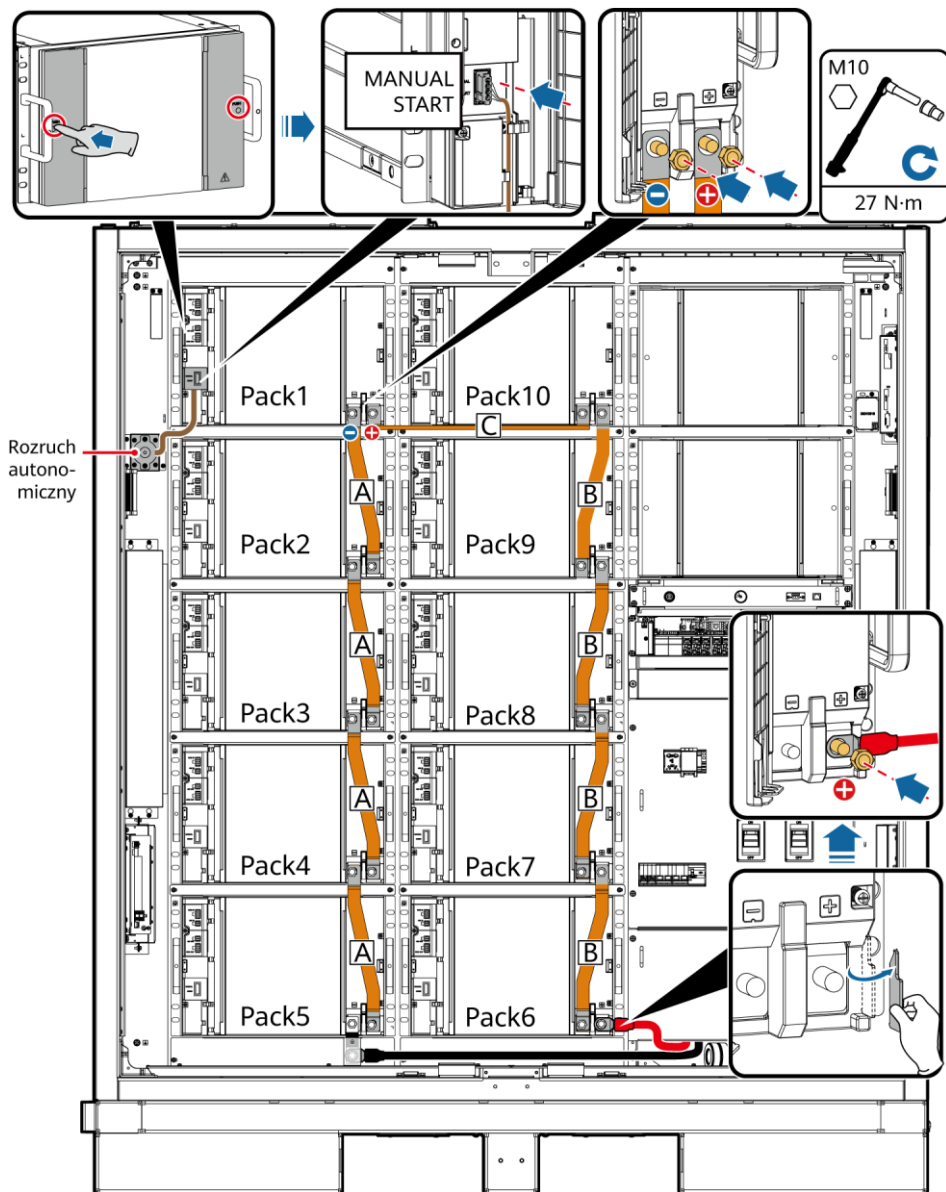 MANUAL
START
M10
27 N·m
Pack1
Pack10
C
Rozruch
autono-
miczny
A
B
Pack2
Pack9
A
B
Pack3
Pack8
A
B
Pack4
Pack7
A
B
Pack5
Pack6